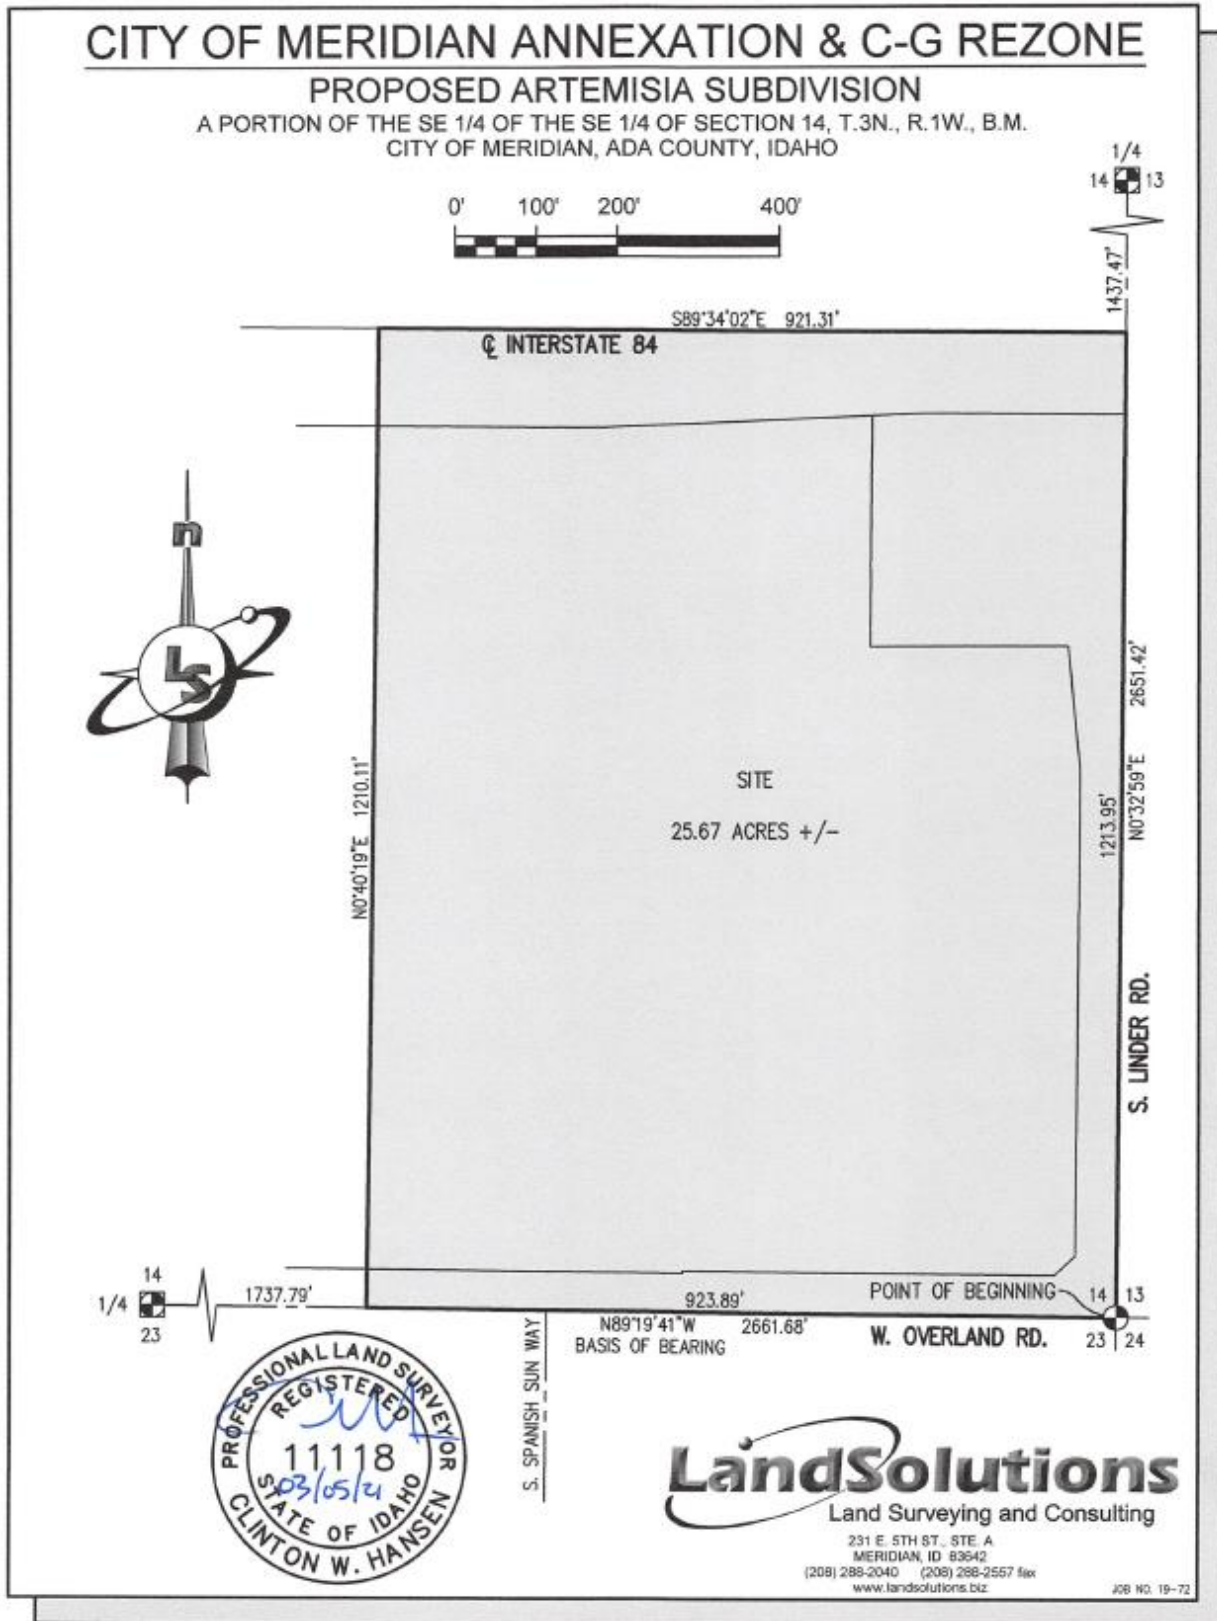 CITY OF MERIDIAN ANNEXATION & C-G REZONE
PROPOSED ARTEMISIA SUBDIVISION
A PORTION OF THE SE 1/4 OF THE SE 1/4 OF SECTION 14, T.3N., R.1W., B.M.
CITY OF MERIDIAN, ADA COUNTY, IDAHO
1/4
14 13
0' 100' 200' 400'
1437.47'
S89°34'02"E 921.31'
℄ INTERSTATE 84
n
LS
N0°32'59"E 2651.42'
N0°40'19"E 1210.11'
SITE
25.67 ACRES +/-
1213.95'
S. LINDER RD.
14
1/4
23
1737.79'
923.89'
POINT OF BEGINNING
14 13
23 24
N89°19'41"W 2661.68'
BASIS OF BEARING
W. OVERLAND RD.
S. SPANISH SUN WAY
PROFESSIONAL LAND SURVEYOR
REGISTERED
11118
03/05/21
STATE OF IDAHO
CLINTON W. HANSEN
LandSolutions
Land Surveying and Consulting
231 E. 5TH ST., STE. A
MERIDIAN, ID 83642
(208) 288-2040 (208) 288-2557 fax
www.landsolutions.biz
JOB NO. 19-72